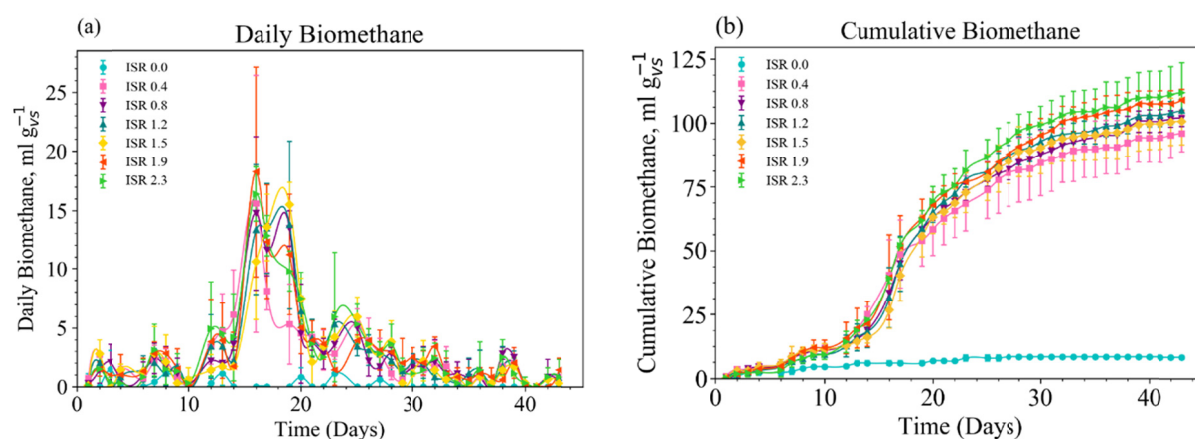 (a)
Daily Biomethane
Daily Biomethane, ml g⁻¹vs
25
20
15
10
5
0
ISR 0.0
ISR 0.4
ISR 0.8
ISR 1.2
ISR 1.5
ISR 1.9
ISR 2.3
0 10 20 30 40
Time (Days)
(b)
Cumulative Biomethane
Cumulative Biomethane, ml g⁻¹vs
125
100
75
50
25
0
ISR 0.0
ISR 0.4
ISR 0.8
ISR 1.2
ISR 1.5
ISR 1.9
ISR 2.3
10 20 30 40
Time (Days)